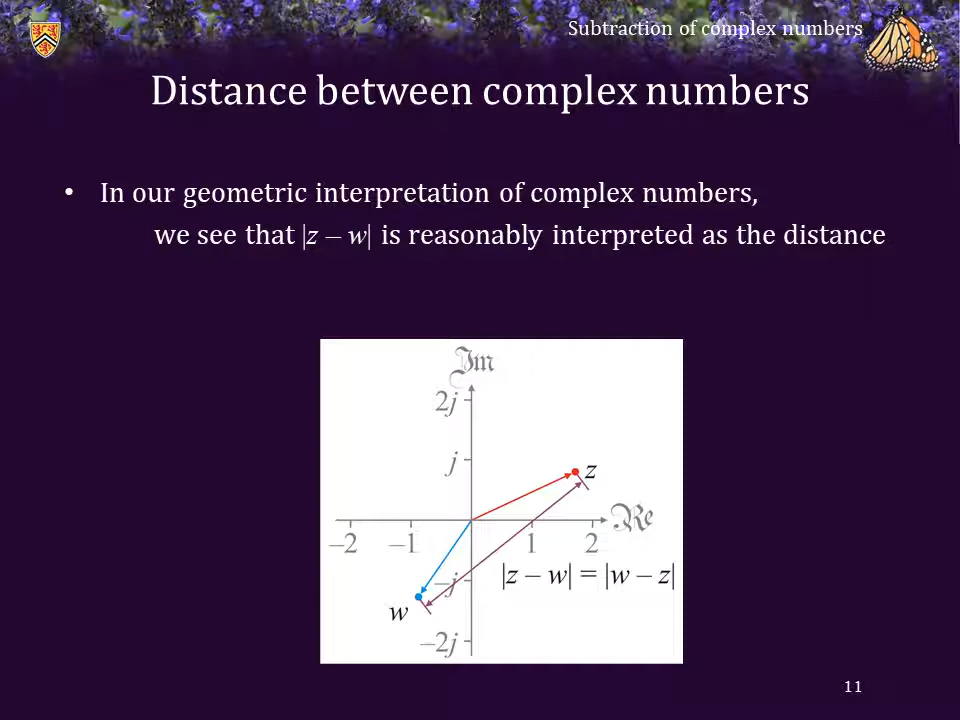 Subtraction of complex numbers
Distance between complex numbers
• In our geometric interpretation of complex numbers,
we see that |z – w| is reasonably interpreted as the distance
ℑm
2j
j
z
ℜe
–2 –1 1 2
|z – w| = |w – z|
–j
w
–2j
11